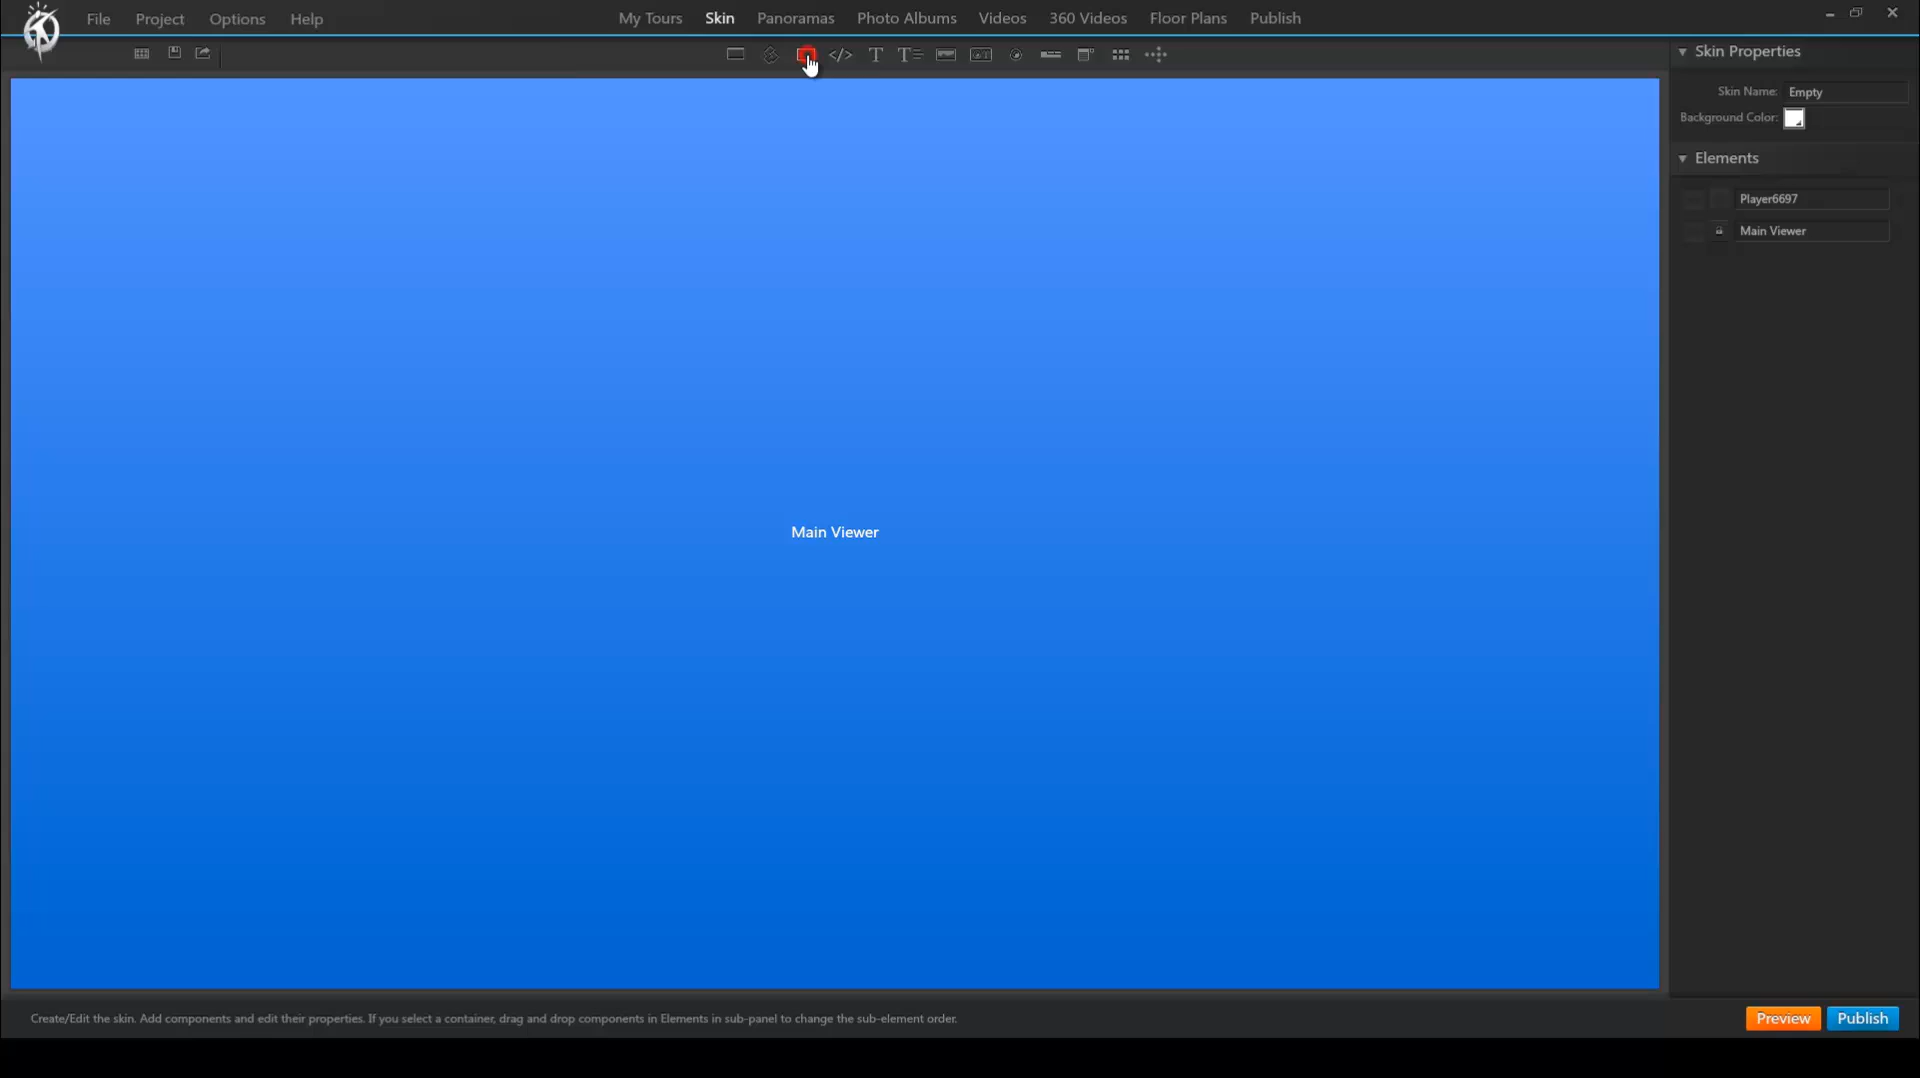 File Project Options Help My Tours Skin Panoramas Photo Albums Videos 360 Videos Floor Plans Publish
</> T T
Skin Properties
Skin Name: Empty
Background Color:
Elements
Player6697
Main Viewer
Main Viewer
Create/Edit the skin. Add components and edit their properties. If you select a container, drag and drop components in Elements in sub-panel to change the sub-element order.
Preview Publish